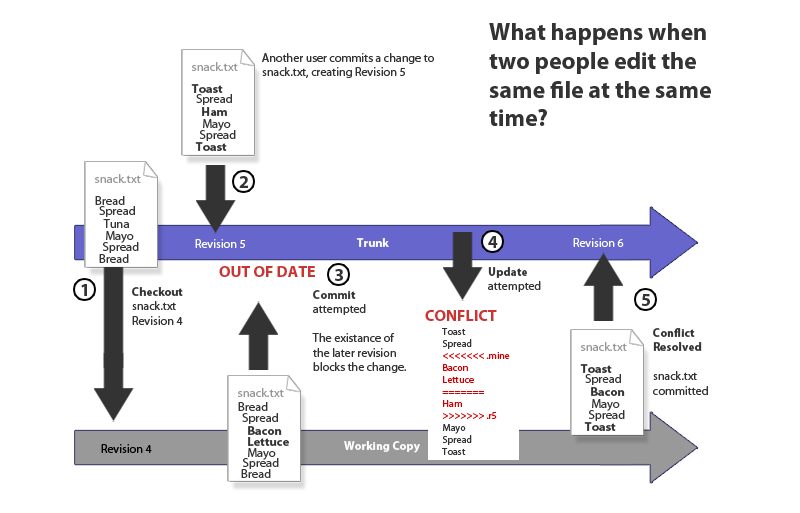 What happens when
two people edit the
same file at the same
time?
Another user commits a change to
snack.txt, creating Revision 5
snack.txt
Toast
Spread
Ham
Mayo
Spread
Toast
2
snack.txt
Bread
Spread
Tuna
Mayo
Spread
Bread
Revision 5
Trunk
4
Revision 6
1
Checkout
snack.txt
Revision 4
OUT OF DATE
3
Commit
attempted
The existance of
the later revision
blocks the change.
Update
attempted
CONFLICT
Toast
Spread
<<<<<<< .mine
Bacon
Lettuce
=======
Ham
>>>>>>> .r5
Mayo
Spread
Toast
5
Conflict
Resolved
snack.txt
committed
snack.txt
Toast
Spread
Bacon
Mayo
Spread
Toast
snack.txt
Bread
Spread
Bacon
Lettuce
Mayo
Spread
Bread
Revision 4
Working Copy